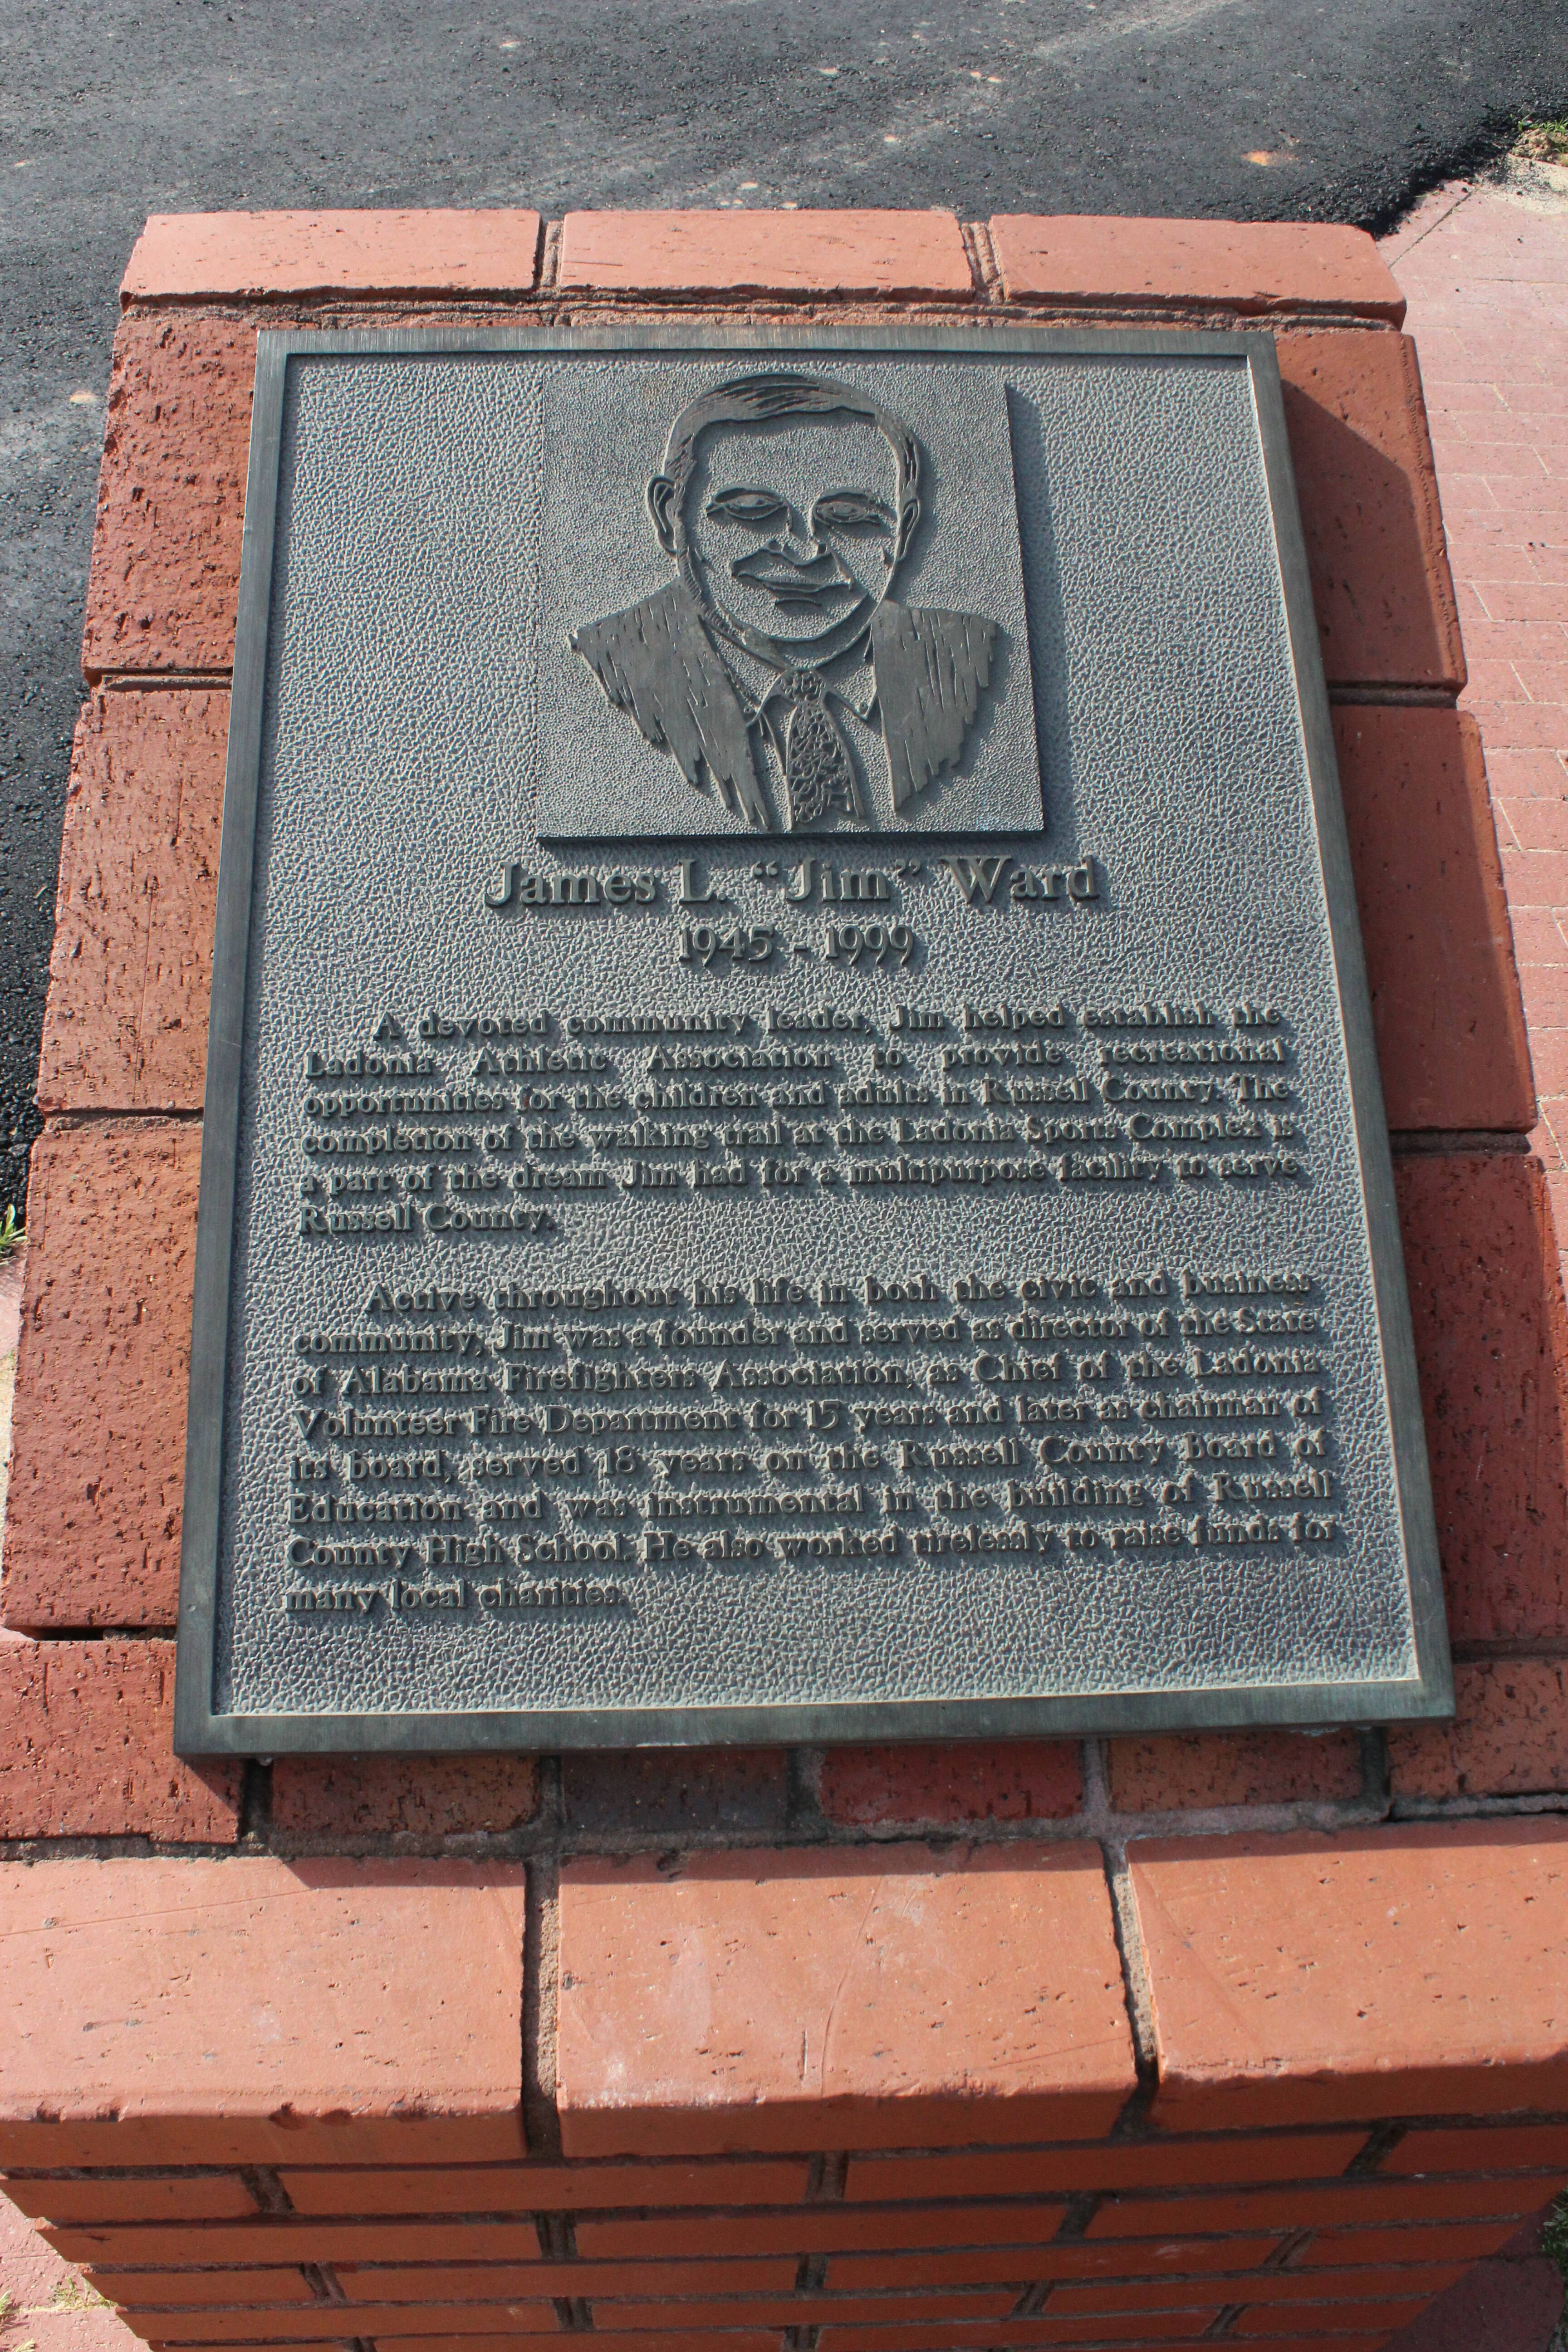 James L. “Jim” Ward
1945 - 1999
A devoted community leader, Jim helped establish the
Ladonia Athletic Association to provide recreational
opportunities for the children and adults in Russell County. The
completion of the walking trail at the Ladonia Sports Complex is
a part of the dream Jim had for a multipurpose facility to serve
Russell County.
Active throughout his life in both the civic and business
community, Jim was a founder and served as director of the State
of Alabama Firefighters Association, as Chief of the Ladonia
Volunteer Fire Department for 15 years and later as chairman of
its board, served 18 years on the Russell County Board of
Education and was instrumental in the building of Russell
County High School. He also worked tirelessly to raise funds for
many local charities.